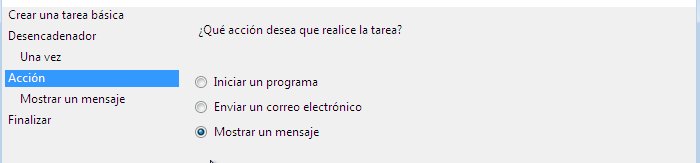 Crear una tarea básica
Desencadenador
Una vez
Acción
Mostrar un mensaje
Finalizar
¿Qué acción desea que realice la tarea?
Iniciar un programa
Enviar un correo electrónico
Mostrar un mensaje